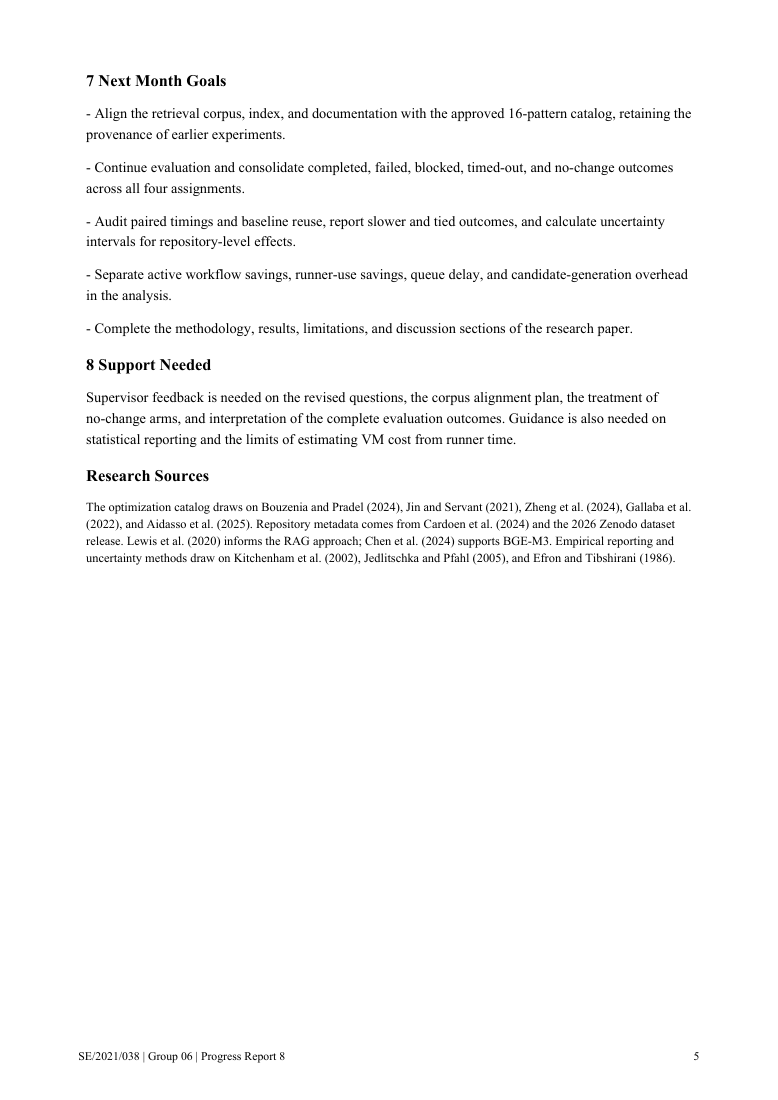 7 Next Month Goals
- Align the retrieval corpus, index, and documentation with the approved 16-pattern catalog, retaining the
provenance of earlier experiments.
- Continue evaluation and consolidate completed, failed, blocked, timed-out, and no-change outcomes
across all four assignments.
- Audit paired timings and baseline reuse, report slower and tied outcomes, and calculate uncertainty
intervals for repository-level effects.
- Separate active workflow savings, runner-use savings, queue delay, and candidate-generation overhead
in the analysis.
- Complete the methodology, results, limitations, and discussion sections of the research paper.
8 Support Needed
Supervisor feedback is needed on the revised questions, the corpus alignment plan, the treatment of
no-change arms, and interpretation of the complete evaluation outcomes. Guidance is also needed on
statistical reporting and the limits of estimating VM cost from runner time.
Research Sources
The optimization catalog draws on Bouzenia and Pradel (2024), Jin and Servant (2021), Zheng et al. (2024), Gallaba et al.
(2022), and Aidasso et al. (2025). Repository metadata comes from Cardoen et al. (2024) and the 2026 Zenodo dataset
release. Lewis et al. (2020) informs the RAG approach; Chen et al. (2024) supports BGE-M3. Empirical reporting and
uncertainty methods draw on Kitchenham et al. (2002), Jedlitschka and Pfahl (2005), and Efron and Tibshirani (1986).
SE/2021/038 | Group 06 | Progress Report 8 5